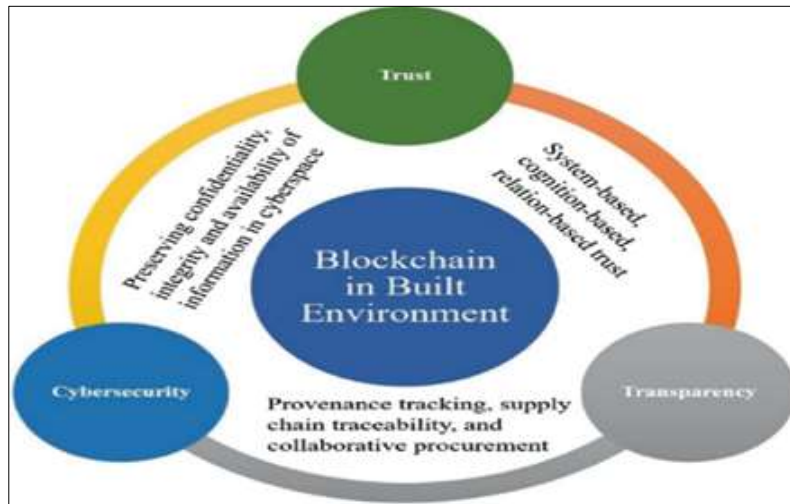 Trust
Preserving confidentiality,
integrity and availability of
information in cyberspace
System-based,
cognition-based,
relation-based trust
Blockchain
in Built
Environment
Cybersecurity
Transparency
Provenance tracking, supply
chain traceability, and
collaborative procurement